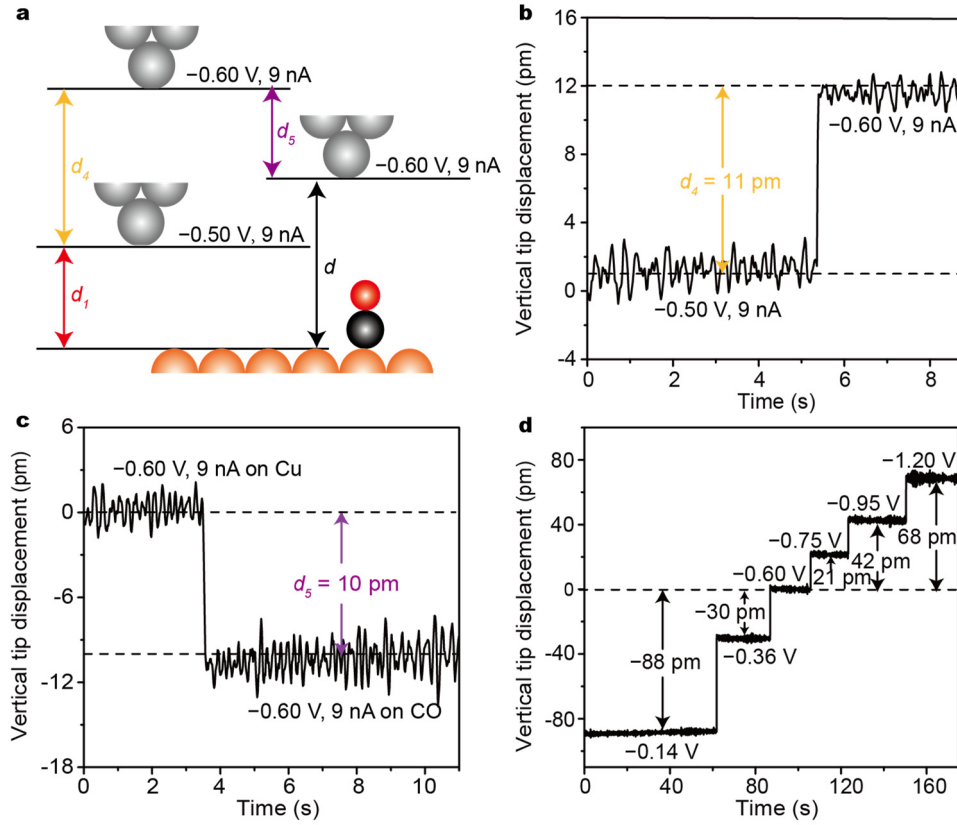 a
−0.60 V, 9 nA
d5
−0.60 V, 9 nA
d4
−0.50 V, 9 nA
d
d1
b
Vertical tip displacement (pm)
16
12
8
4
0
-4
−0.60 V, 9 nA
d4 = 11 pm
−0.50 V, 9 nA
0 2 4 6 8
Time (s)
c
Vertical tip displacement (pm)
6
0
-6
-12
-18
−0.60 V, 9 nA on Cu
d5 = 10 pm
−0.60 V, 9 nA on CO
0 2 4 6 8 10
Time (s)
d
Vertical tip displacement (pm)
80
40
0
-40
-80
-120
−1.20 V
−0.95 V
−0.75 V
68 pm
42 pm
−0.60 V
21 pm
−30 pm
−0.36 V
−88 pm
−0.14 V
0 40 80 120 160
Time (s)